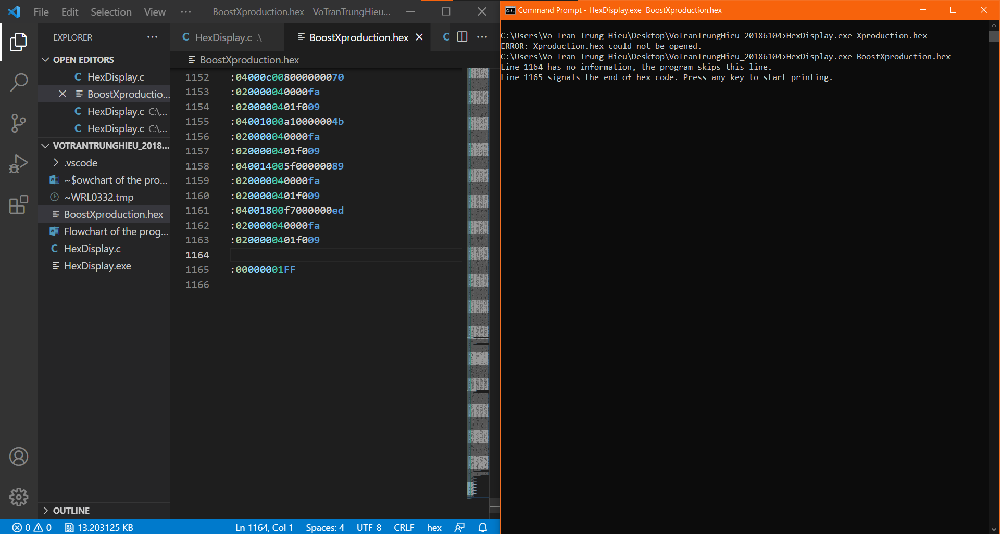 File Edit Selection View ··· BoostXproduction.hex - VoTranTrungHieu...
EXPLORER ···
OPEN EDITORS
C HexDisplay.c
BoostXproductio...
C HexDisplay.c C:\...
C HexDisplay.c C:\...
VOTRANTRUNGHIEU_2018...
.vscode
~$owchart of the pro...
~WRL0332.tmp
BoostXproduction.hex
Flowchart of the prog...
C HexDisplay.c
HexDisplay.exe
OUTLINE
C HexDisplay.c .\ BoostXproduction.hex C ···
BoostXproduction.hex
1152 :04000c008000000070
1153 :020000040000fa
1154 :0200000401f009
1155 :04001000a10000004b
1156 :020000040000fa
1157 :0200000401f009
1158 :040014005f00000089
1159 :020000040000fa
1160 :0200000401f009
1161 :04001800f7000000ed
1162 :020000040000fa
1163 :0200000401f009
1164
1165 :00000001FF
1166
0 0 13.203125 KB Ln 1164, Col 1 Spaces: 4 UTF-8 CRLF hex
C:\. Command Prompt - HexDisplay.exe BoostXproduction.hex
C:\Users\Vo Tran Trung Hieu\Desktop\VoTranTrungHieu_20186104>HexDisplay.exe Xproduction.hex
ERROR: Xproduction.hex could not be opened.
C:\Users\Vo Tran Trung Hieu\Desktop\VoTranTrungHieu_20186104>HexDisplay.exe BoostXproduction.hex
Line 1164 has no information, the program skips this line.
Line 1165 signals the end of hex code. Press any key to start printing.